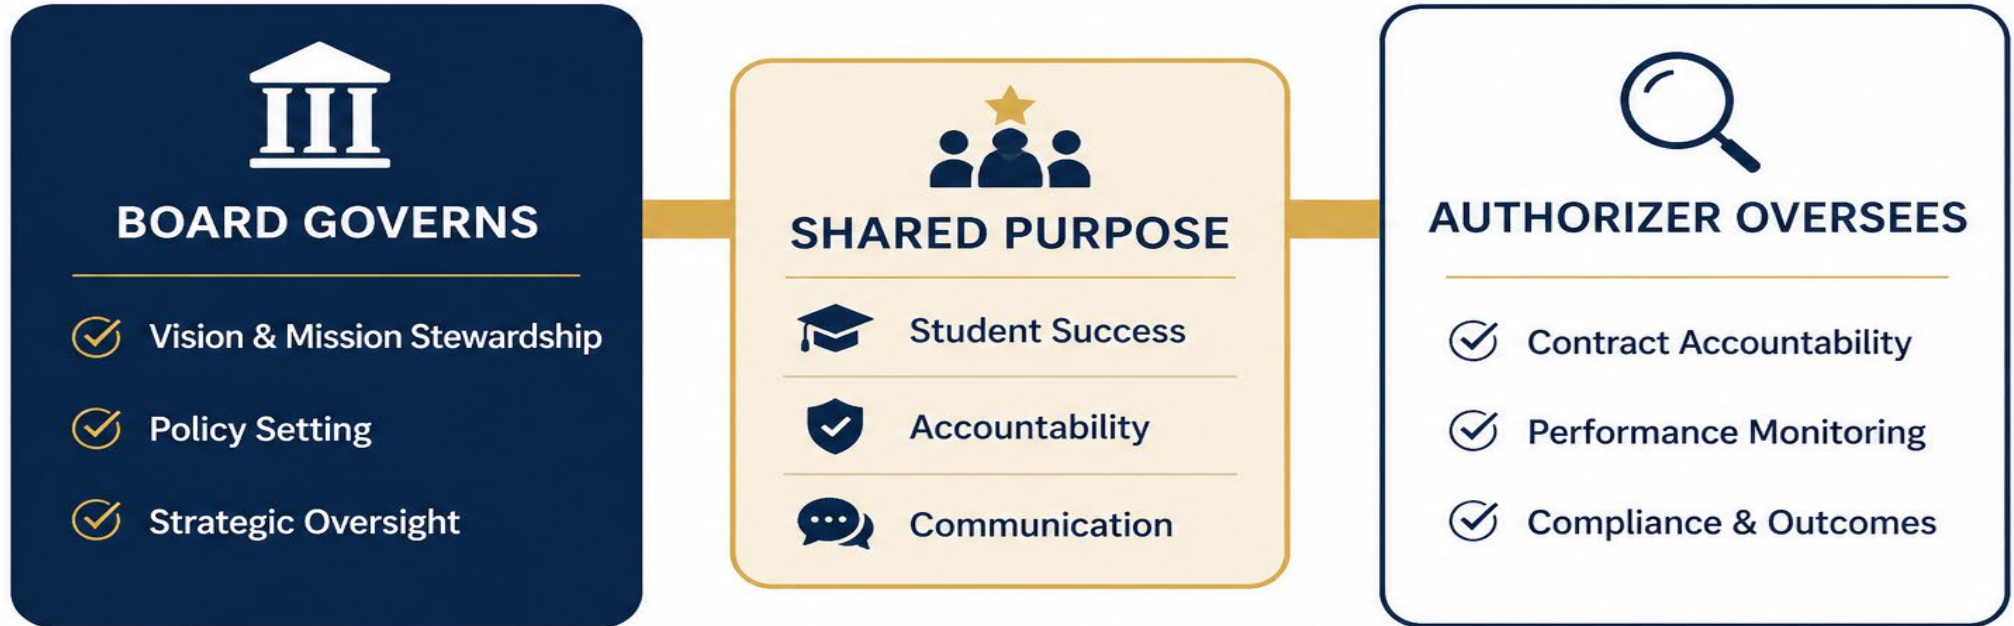 BOARD GOVERNS
Vision & Mission Stewardship
Policy Setting
Strategic Oversight
SHARED PURPOSE
Student Success
Accountability
Communication
AUTHORIZER OVERSEES
Contract Accountability
Performance Monitoring
Compliance & Outcomes